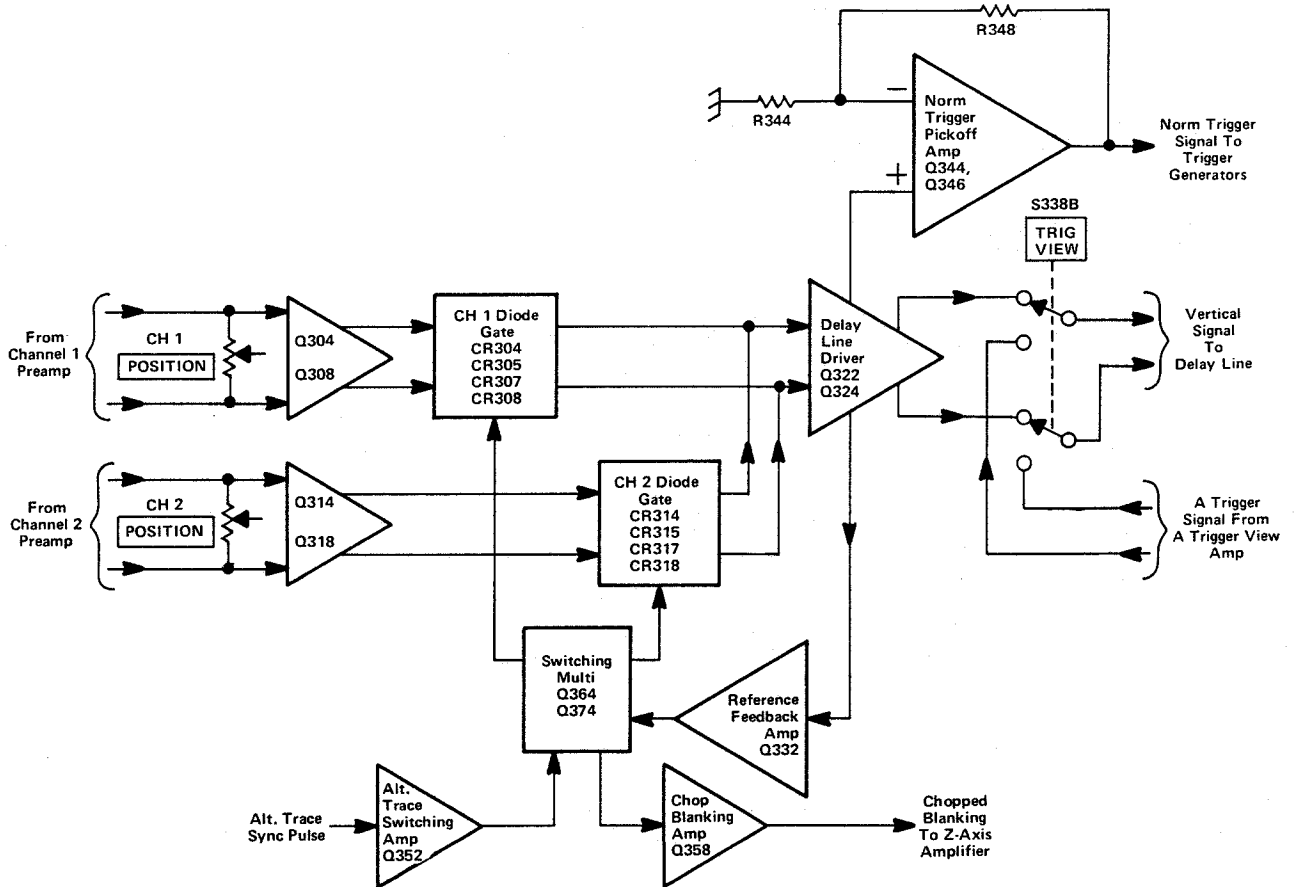 R348
R344
−
+
Norm
Trigger
Pickoff
Amp
Q344,
Q346
Norm Trigger
Signal To
Trigger
Generators
S338B
TRIG
VIEW
From
Channel 1
Preamp
CH 1
POSITION
Q304
Q308
CH 1 Diode
Gate
CR304
CR305
CR307
CR308
Delay
Line
Driver
Q322
Q324
Vertical
Signal
To
Delay Line
From
Channel 2
Preamp
CH 2
POSITION
Q314
Q318
CH 2 Diode
Gate
CR314
CR315
CR317
CR318
A Trigger
Signal From
A Trigger View
Amp
Switching
Multi
Q364
Q374
Reference
Feedback
Amp
Q332
Alt. Trace
Sync Pulse
Alt.
Trace
Switching
Amp
Q352
Chop
Blanking
Amp
Q358
Chopped
Blanking
To Z-Axis
Amplifier